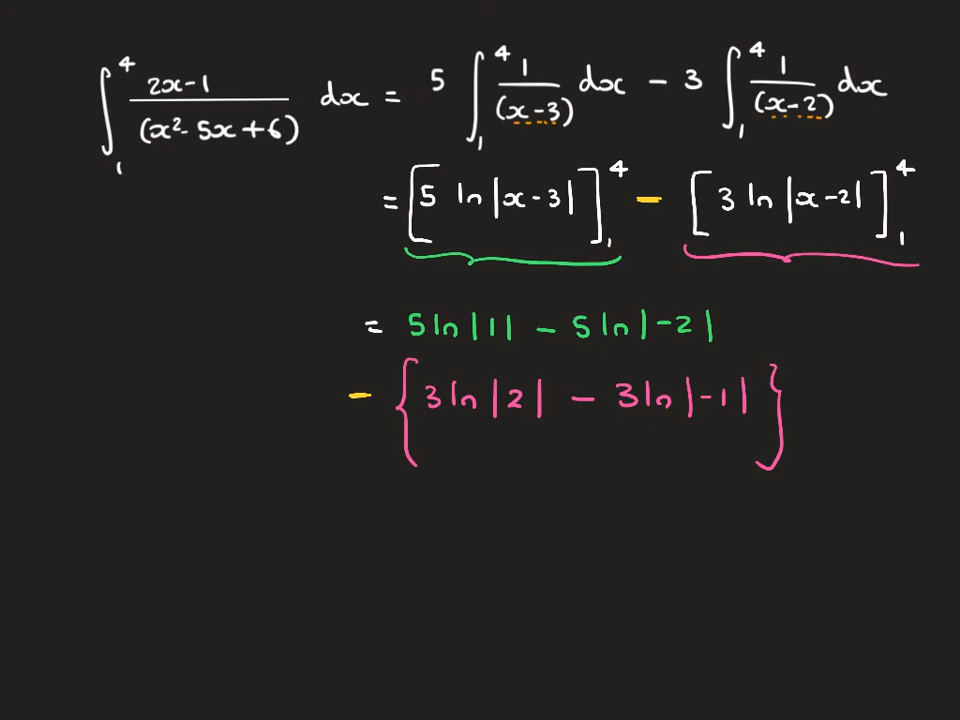 ∫₁⁴ (2x-1)/(x²-5x+6) dx = 5 ∫₁⁴ 1/(x-3) dx - 3 ∫₁⁴ 1/(x-2) dx
= [5 ln|x-3|]₁⁴ - [3 ln|x-2|]₁⁴
= 5ln|1| - 5ln|-2|
- {3ln|2| - 3ln|-1|}